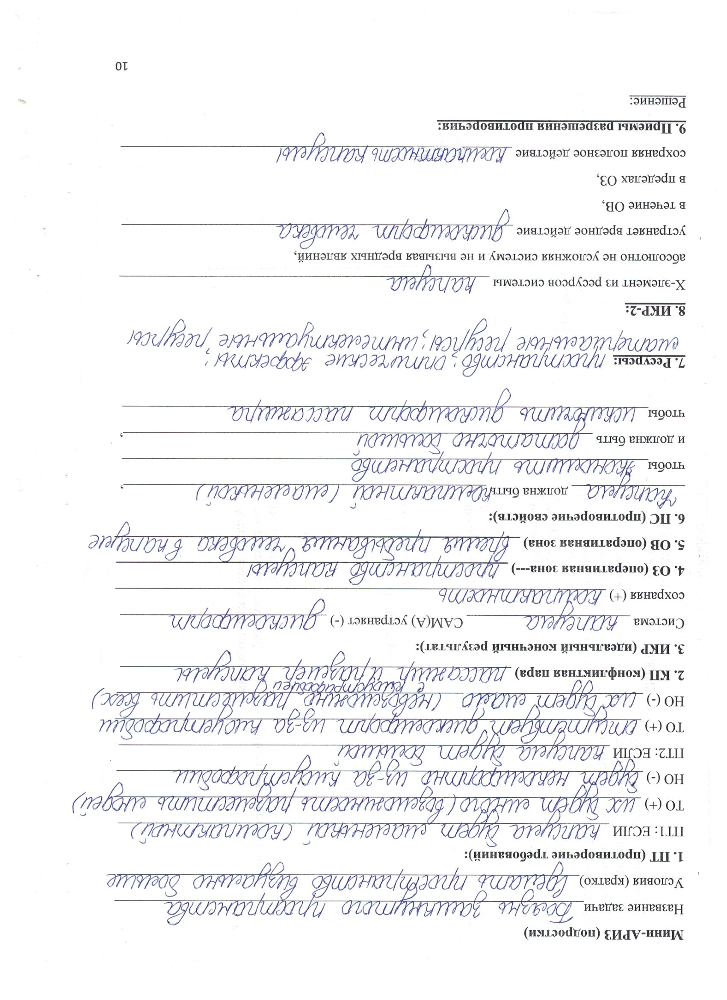 Мини-АРИЗ (подростки)
Название задачи Боязнь замкнутого пространства
Условия (кратко) Сделать пространство визуально больше
1. ПТ (противоречие требований):
ПТ1: ЕСЛИ капсула будет маленькой (компактной)
ТО (+) их будет много (возможность разместить людей)
НО (-) будет некомфортно из-за клаустрофобии
ПТ2: ЕСЛИ капсула будет большой
ТО (+) отсутствует дискомфорт из-за клаустрофобии
НО (-) их будет мало (невозможно разместить всех)
с клаустрофобией
2. КП (конфликтная пара) пассажир и размер капсулы
3. ИКР (идеальный конечный результат):
Система капсула САМ(А) устраняет (-) дискомфорт
сохраняя (+) компактность
4. ОЗ (оперативная зона---) пространство капсулы
5. ОВ (оперативная зона) время пребывания человека в капсуле
6. ПС (противоречие свойств):
Капсула должна быть компактной (маленькой),
чтобы экономить пространство
и должна быть достаточно большой,
чтобы исключить дискомфорт пассажира
7. Ресурсы: пространство; оптические эффекты;
материальные ресурсы; интеллектуальные ресурсы
8. ИКР-2:
Х-элемент из ресурсов системы капсула
абсолютно не усложняя систему и не вызывая вредных явлений,
устраняет вредное действие дискомфорт человека
в течение ОВ,
в пределах ОЗ,
сохраняя полезное действие компактность капсулы
9. Приемы разрешения противоречия:
Решение:
10